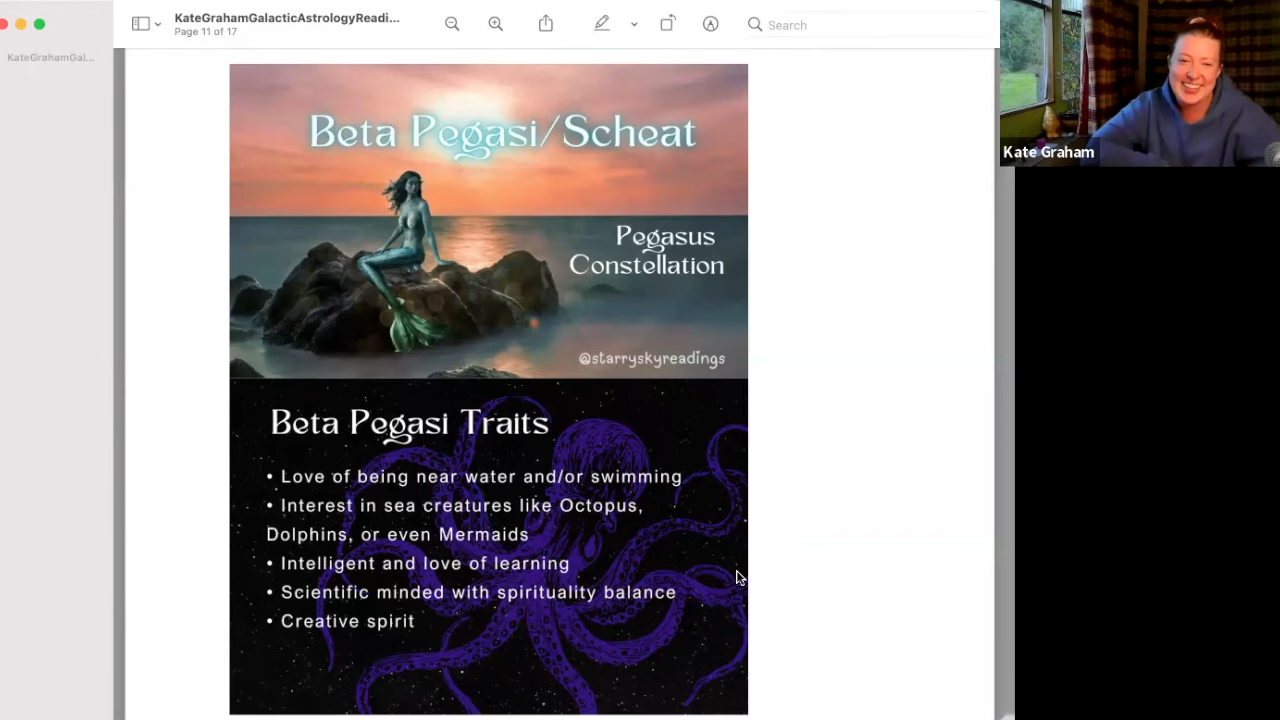 KateGrahamGalacticAstrologyReadi...
Page 11 of 17
Search
KateGrahamGal...
Kate Graham
Beta Pegasi/Scheat
Pegasus
Constellation
@starryskyreadings
Beta Pegasi Traits
• Love of being near water and/or swimming
• Interest in sea creatures like Octopus,
Dolphins, or even Mermaids
• Intelligent and love of learning
• Scientific minded with spirituality balance
• Creative spirit